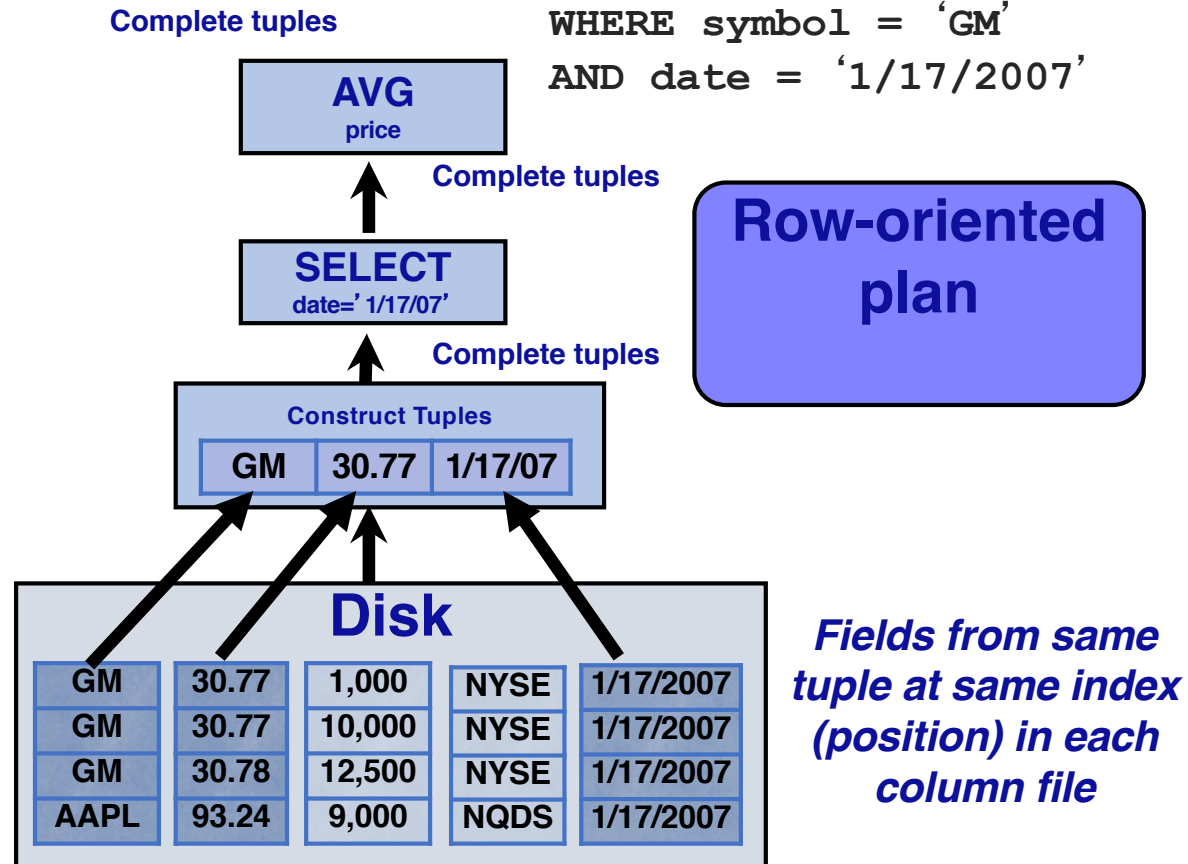 Complete tuples
WHERE symbol = ‘GM’
AND date = ‘1/17/2007’
AVG
price
Complete tuples
Row-oriented
plan
SELECT
date=’ 1/17/07’
Complete tuples
Construct Tuples
GM 30.77 1/17/07
Disk
GM 30.77 1,000 NYSE 1/17/2007
GM 30.77 10,000 NYSE 1/17/2007
GM 30.78 12,500 NYSE 1/17/2007
AAPL 93.24 9,000 NQDS 1/17/2007
Fields from same
tuple at same index
(position) in each
column file